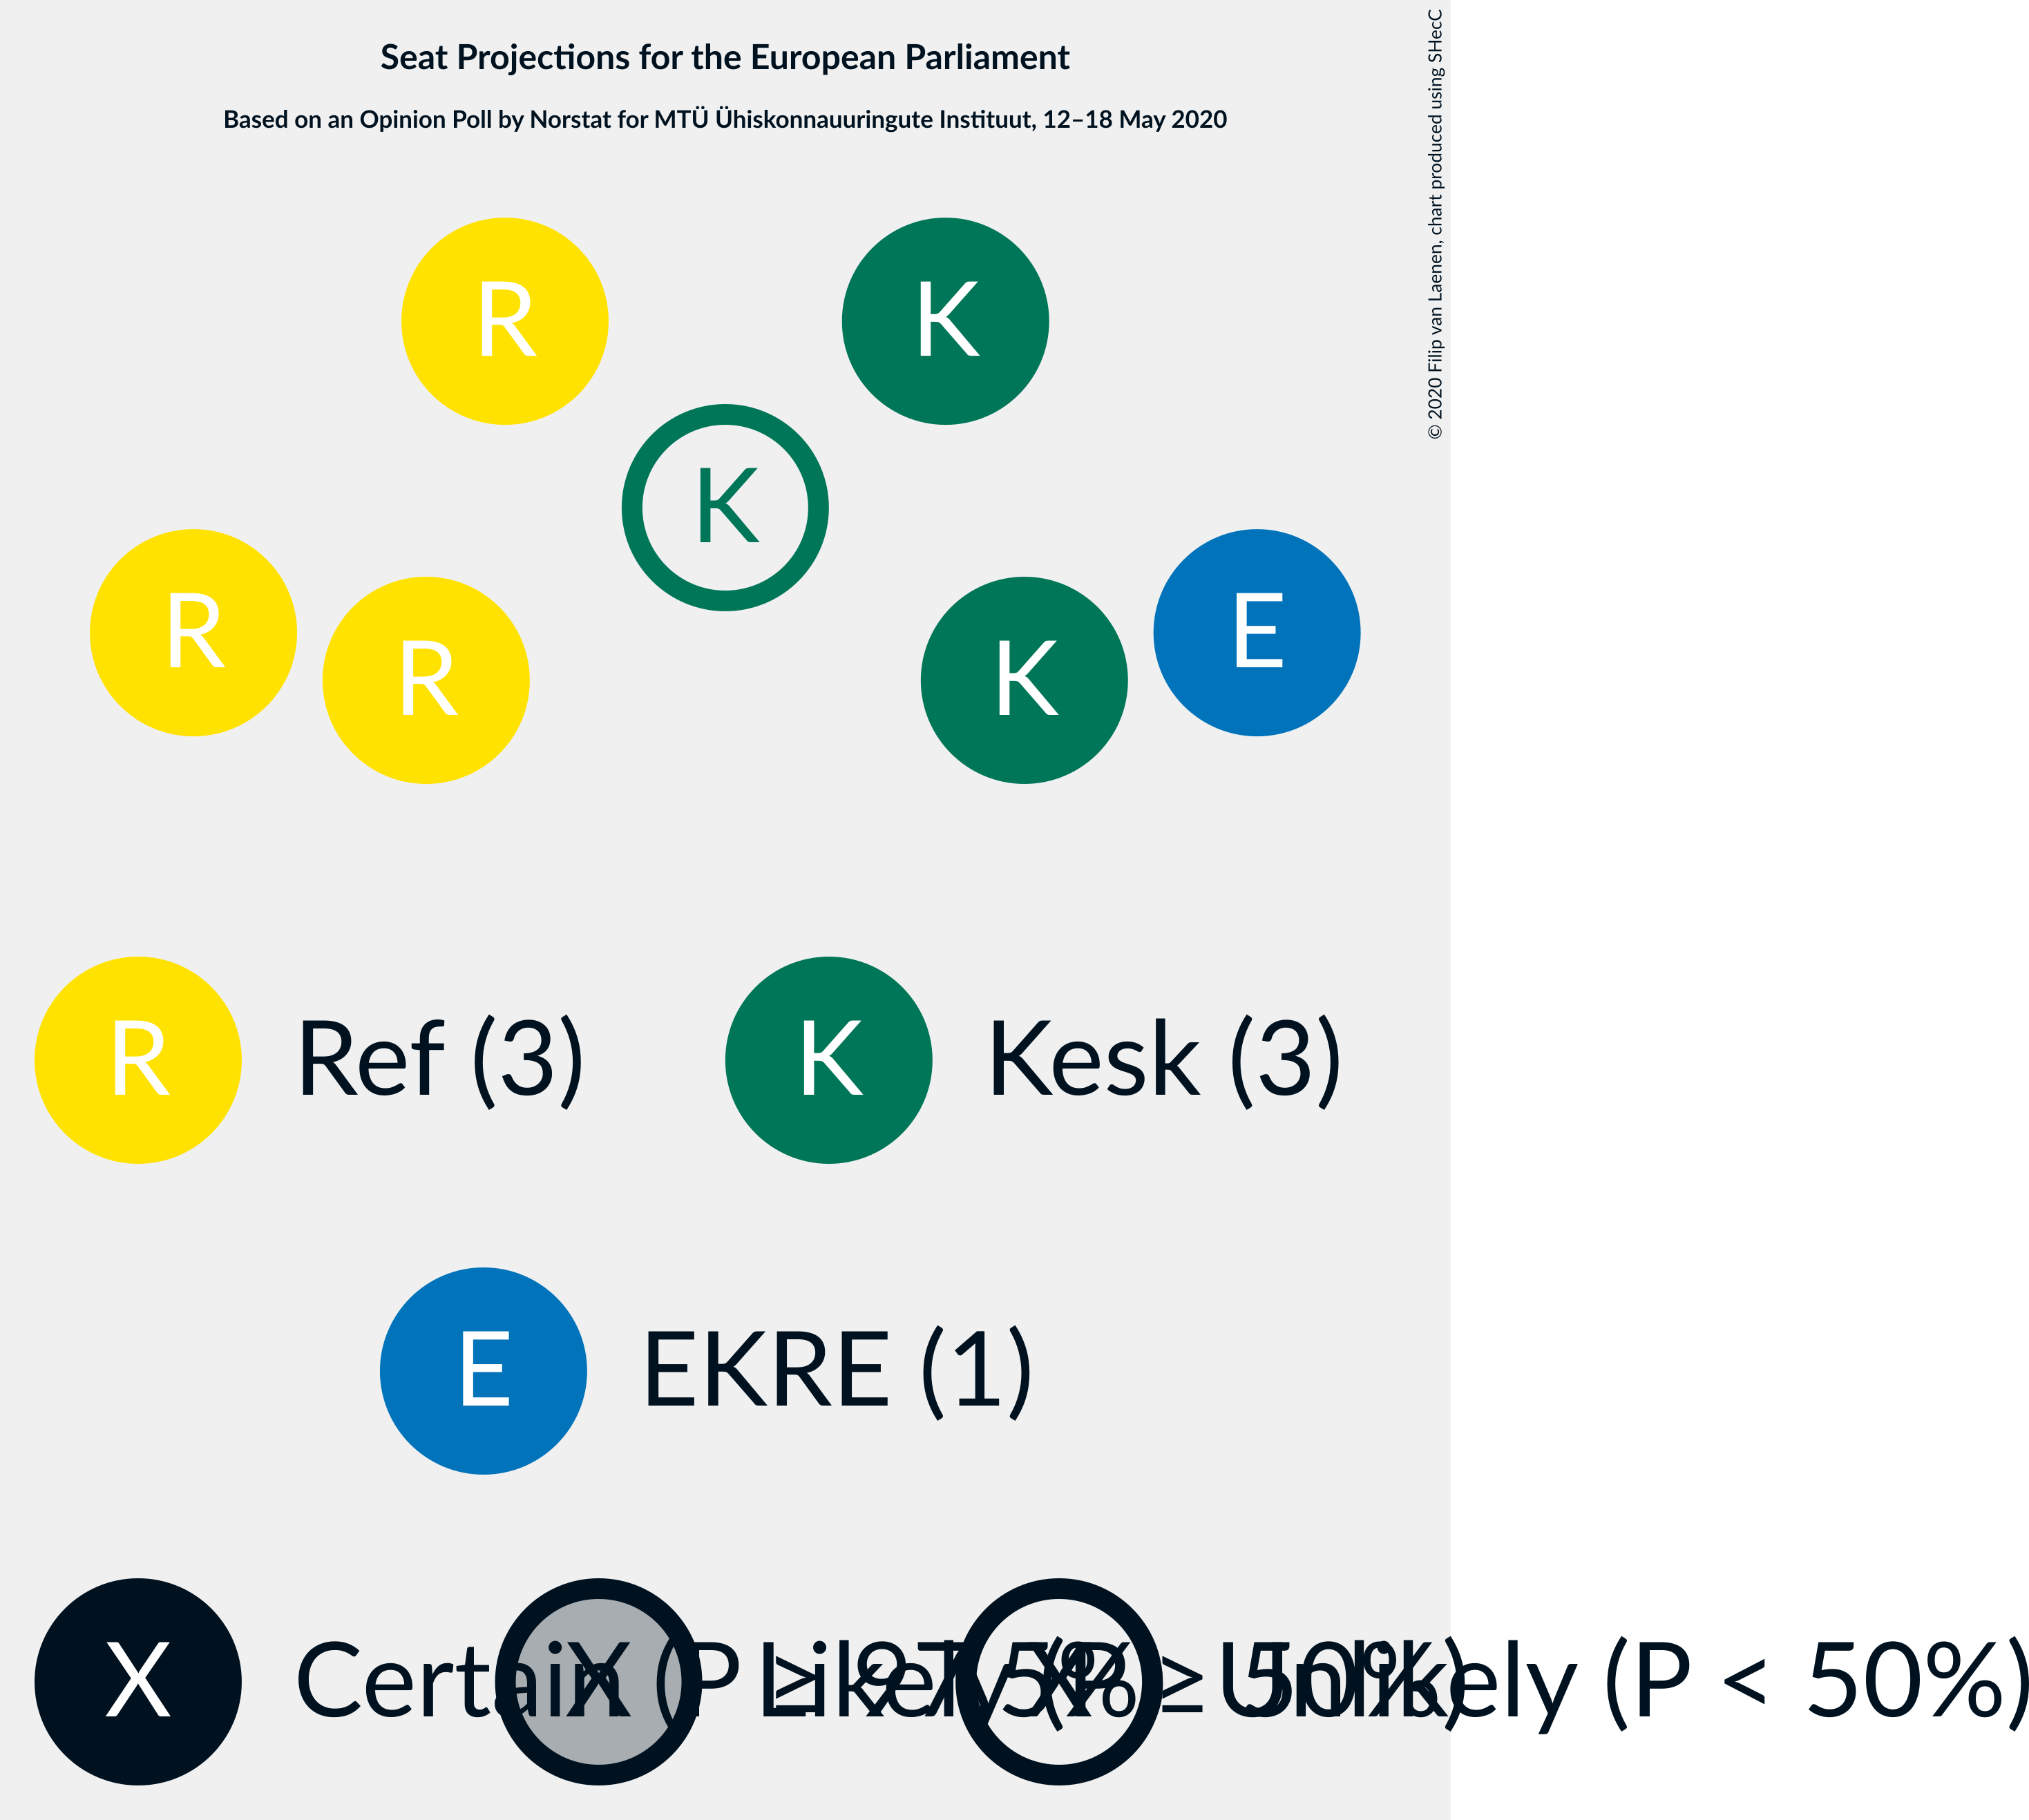 Seat Projections for the European Parliament
Based on an Opinion Poll by Norstat for MTÜ Ühiskonnauuringute Instituut, 12–18 May 2020
© 2020 Filip van Laenen, chart produced using SHecC
R
K
K
R
E
R
K
R Ref (3)
K Kesk (3)
E EKRE (1)
X Certain (P ≥ 97.5%)
X Likely (P ≥ 50%)
X Unlikely (P < 50%)